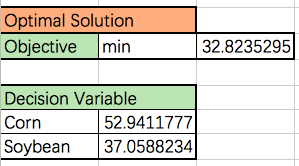 Optimal Solution
Objective min 32.8235295
Decision Variable
Corn 52.9411777
Soybean 37.0588234